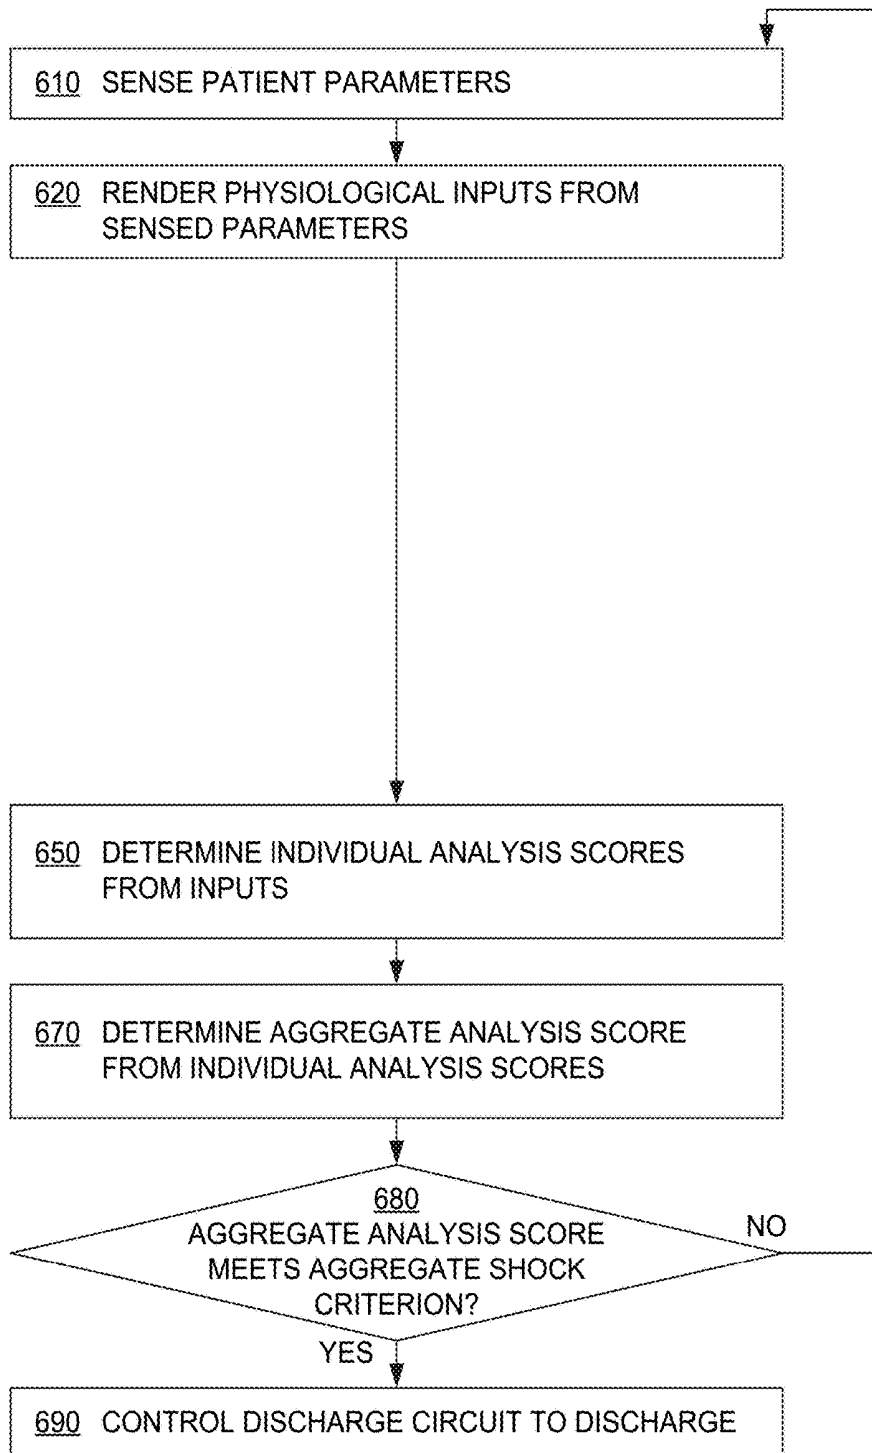 610 SENSE PATIENT PARAMETERS
620 RENDER PHYSIOLOGICAL INPUTS FROM
SENSED PARAMETERS
650 DETERMINE INDIVIDUAL ANALYSIS SCORES
FROM INPUTS
670 DETERMINE AGGREGATE ANALYSIS SCORE
FROM INDIVIDUAL ANALYSIS SCORES
680
AGGREGATE ANALYSIS SCORE
MEETS AGGREGATE SHOCK
CRITERION?
NO
YES
690 CONTROL DISCHARGE CIRCUIT TO DISCHARGE